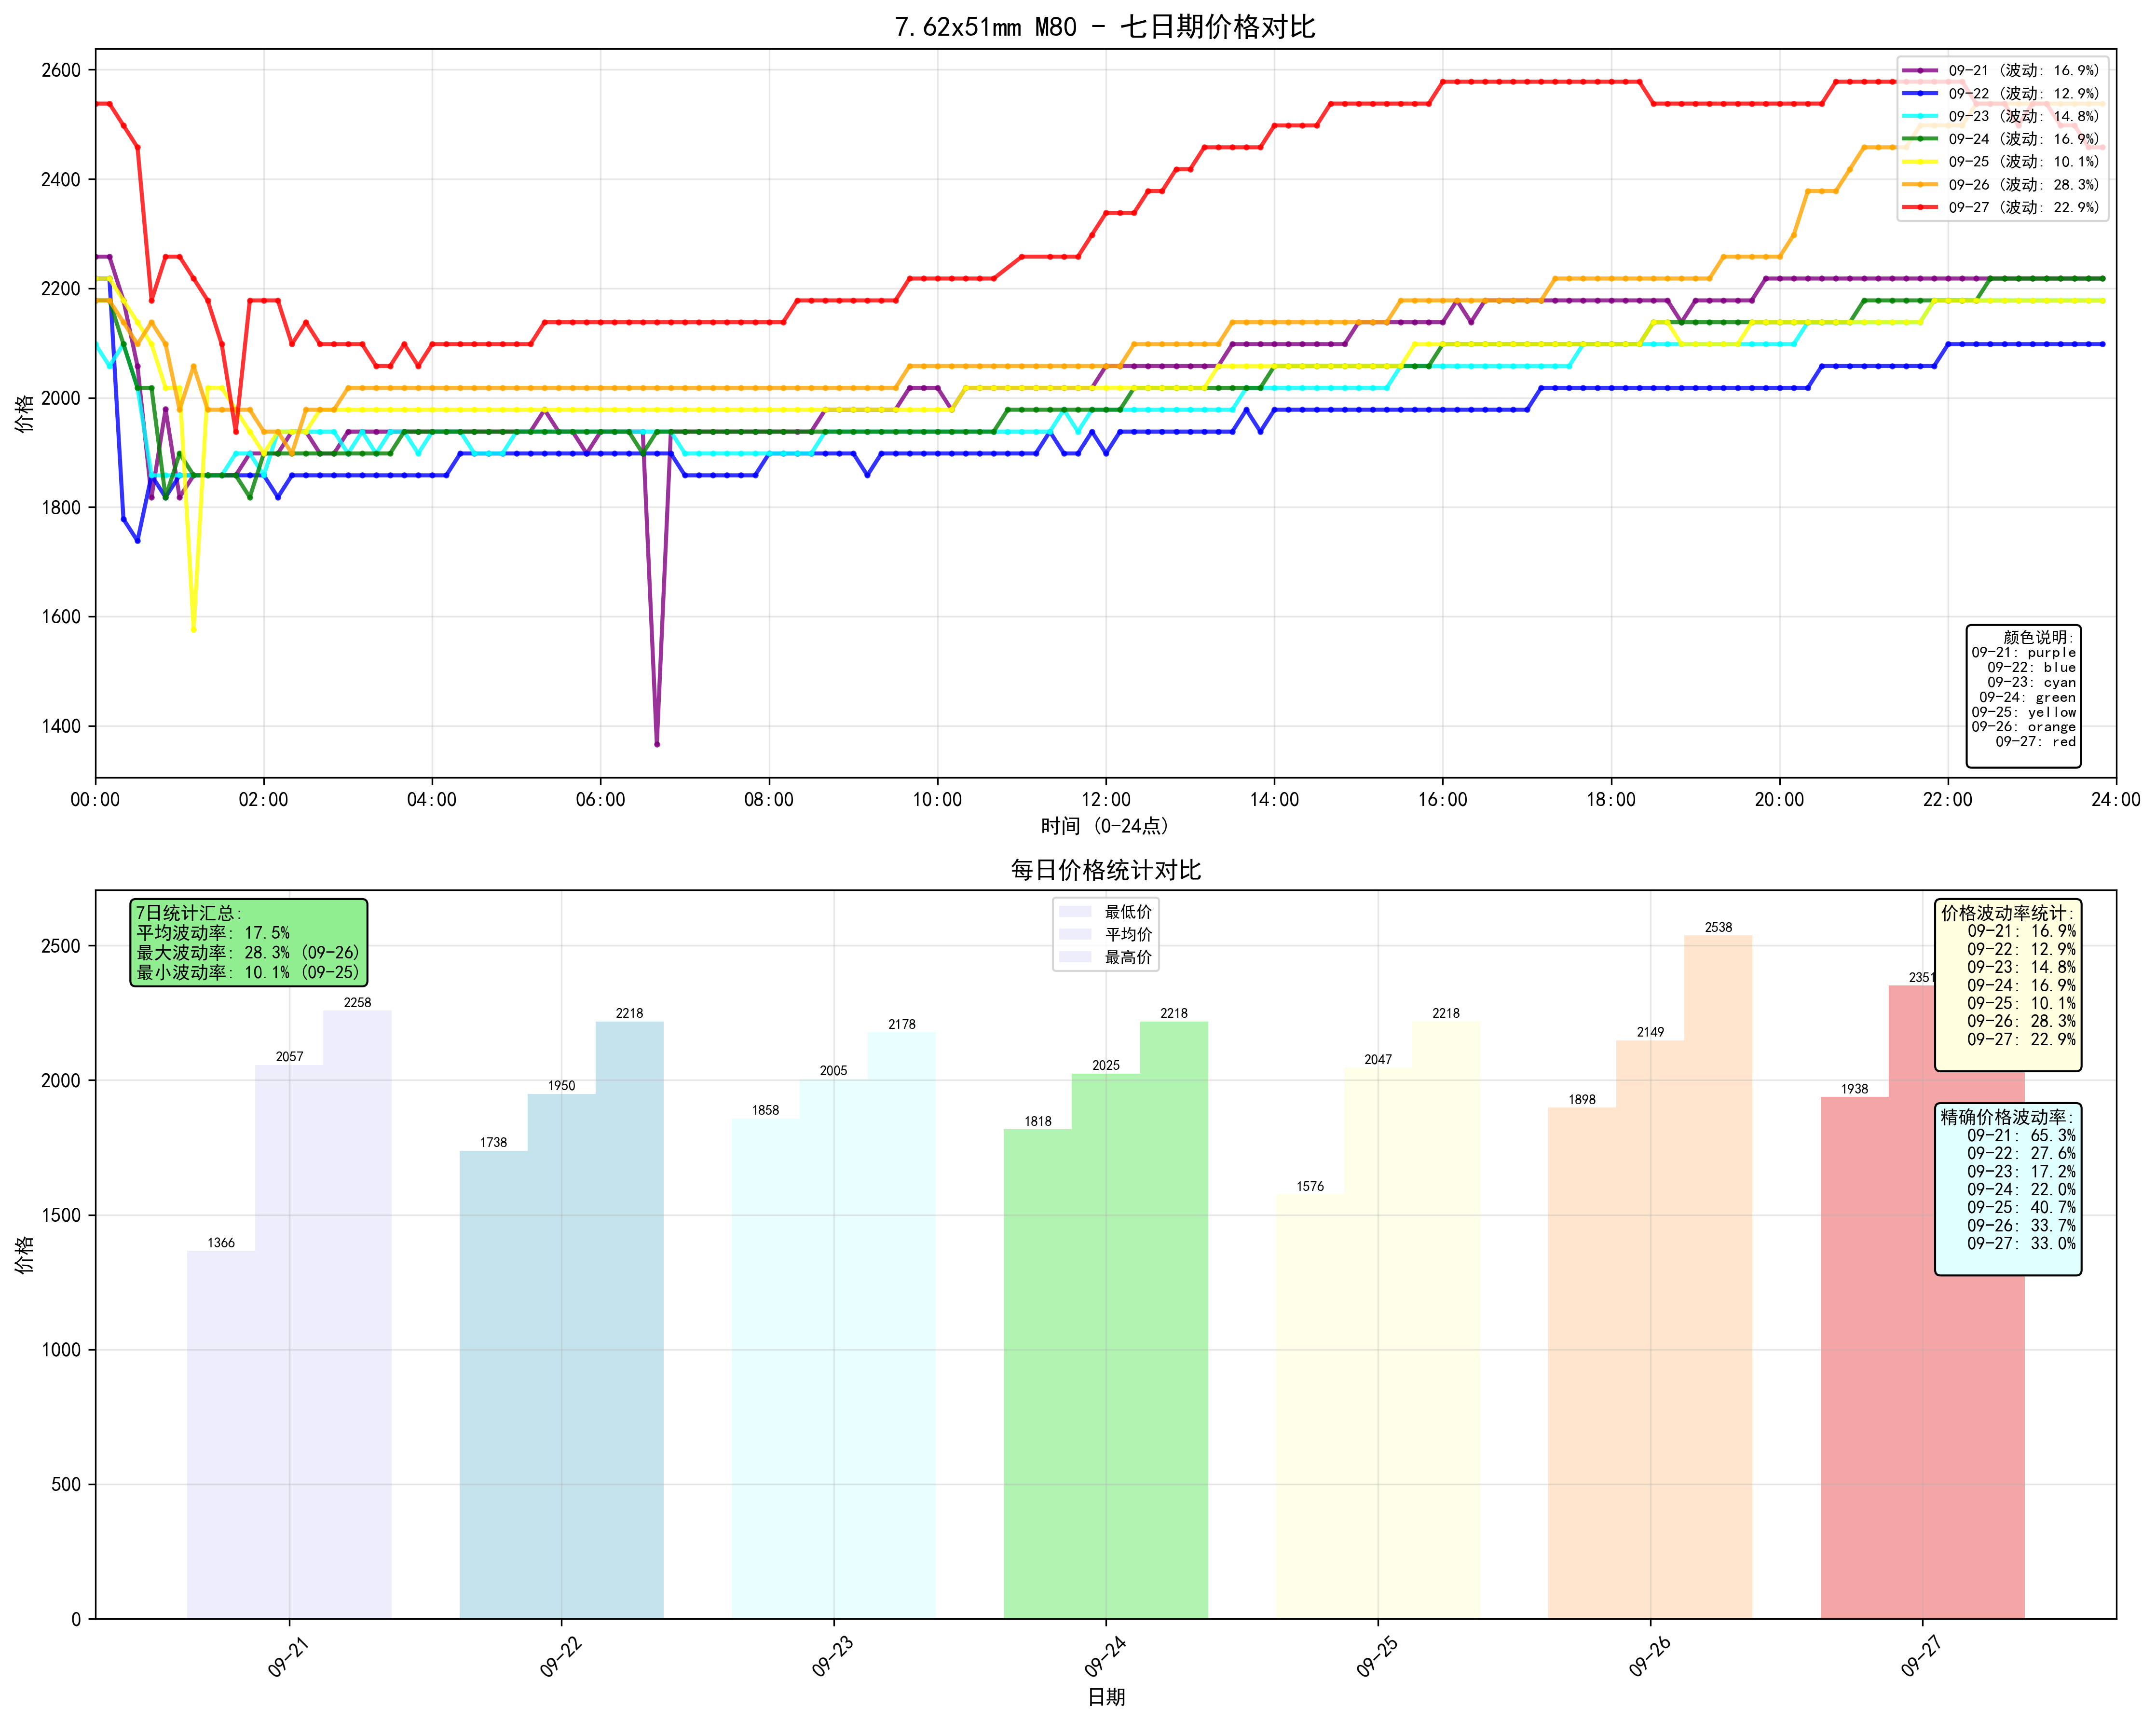 7.62x51mm M80 - 七日期价格对比
09-21 (波动: 16.9%)
09-22 (波动: 12.9%)
09-23 (波动: 14.8%)
09-24 (波动: 16.9%)
09-25 (波动: 10.1%)
09-26 (波动: 28.3%)
09-27 (波动: 22.9%)
2600
2400
2200
2000
1800
1600
1400
价格
颜色说明:
09-21: purple
09-22: blue
09-23: cyan
09-24: green
09-25: yellow
09-26: orange
09-27: red
00:00 02:00 04:00 06:00 08:00 10:00 12:00 14:00 16:00 18:00 20:00 22:00 24:00
时间 (0-24点)
每日价格统计对比
7日统计汇总:
平均波动率: 17.5%
最大波动率: 28.3% (09-26)
最小波动率: 10.1% (09-25)
最低价
平均价
最高价
价格波动率统计:
09-21: 16.9%
09-22: 12.9%
09-23: 14.8%
09-24: 16.9%
09-25: 10.1%
09-26: 28.3%
09-27: 22.9%
精确价格波动率:
09-21: 65.3%
09-22: 27.6%
09-23: 17.2%
09-24: 22.0%
09-25: 40.7%
09-26: 33.7%
09-27: 33.0%
2500
2000
1500
1000
500
0
价格
1366 2057 2258
1738 1950 2218
1858 2005 2178
1818 2025 2218
1576 2047 2218
1898 2149 2538
1938 2351
09-21 09-22 09-23 09-24 09-25 09-26 09-27
日期